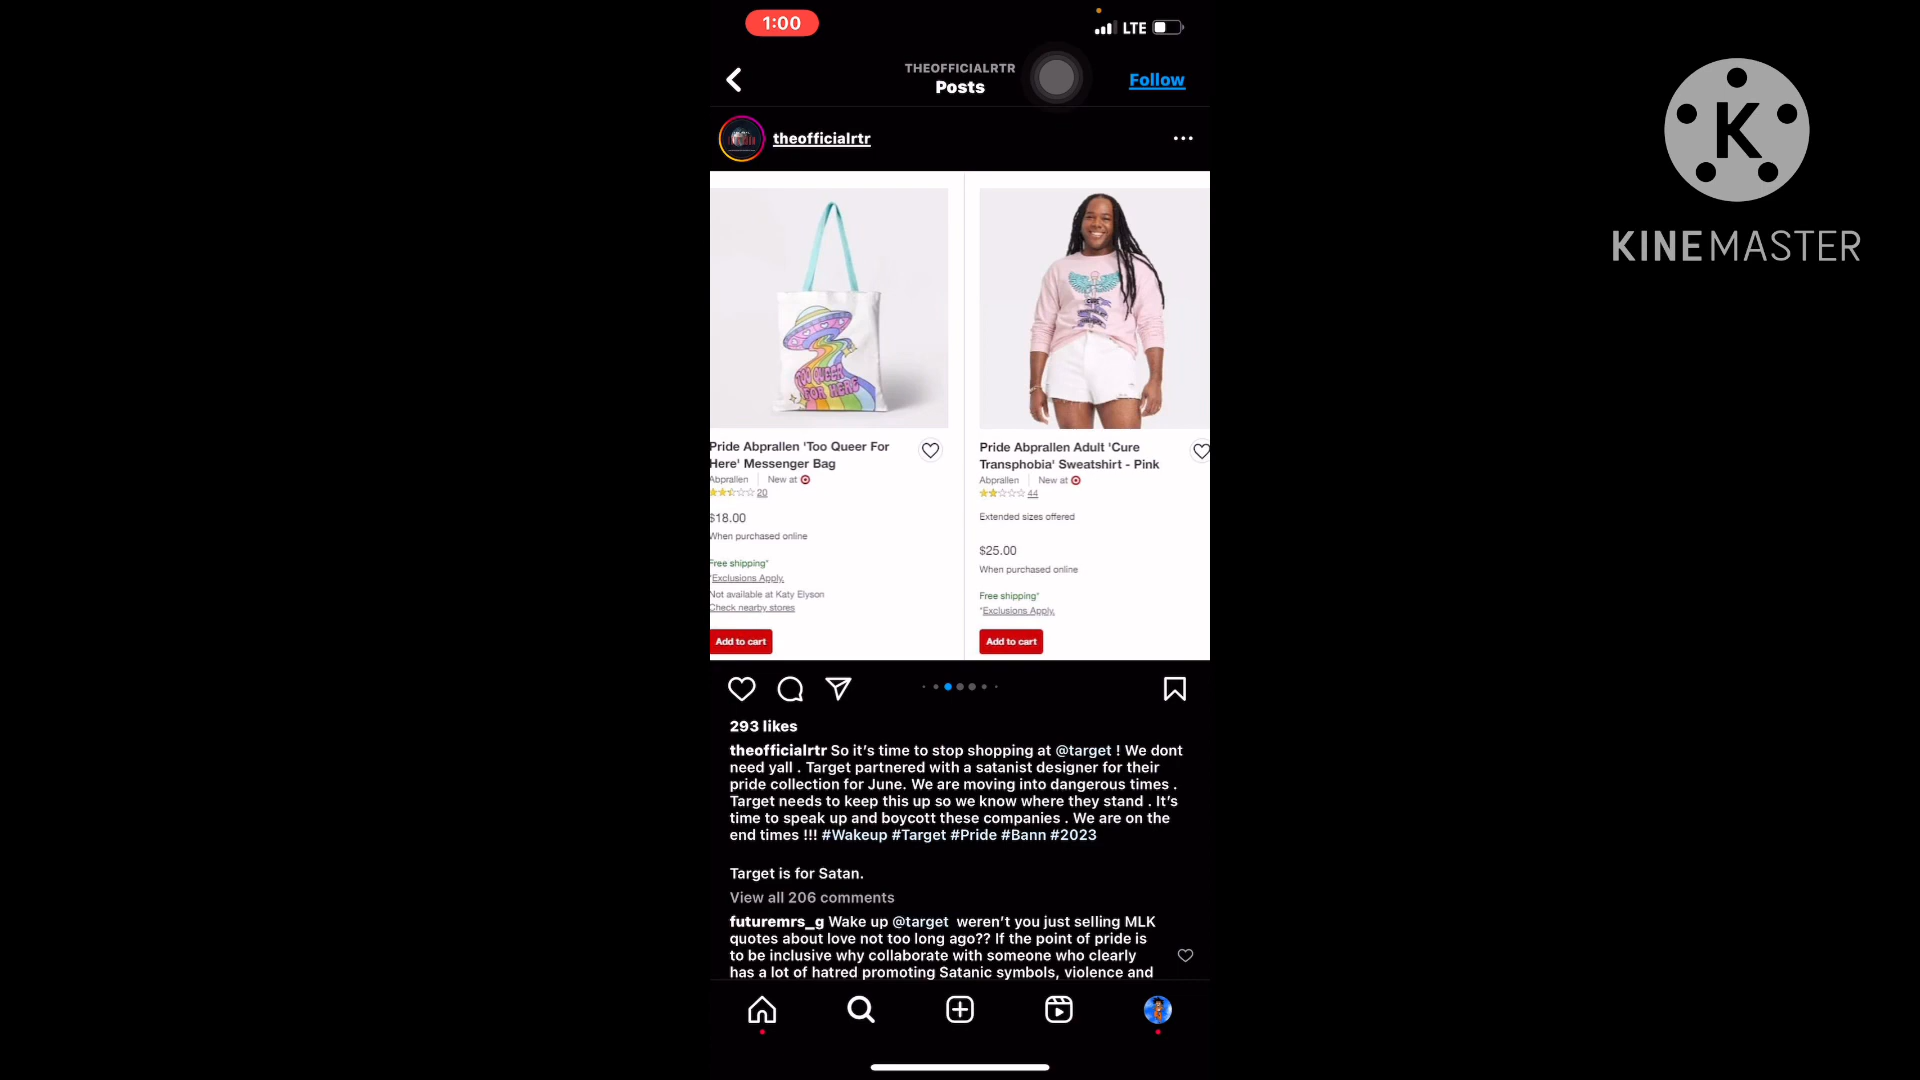 1:00
LTE
THEOFFICIALRTR
Posts
Follow
K
KINEMASTER
theofficialrtr
TOO QUEER
FOR HERE
CURE
Pride Abprallen 'Too Queer For
Here' Messenger Bag
Abprallen
New at
20
$18.00
When purchased online
Free shipping*
*Exclusions Apply.
Not available at Katy Elyson
Check nearby stores
Add to cart
Pride Abprallen Adult 'Cure
Transphobia' Sweatshirt - Pink
Abprallen
New at
44
Extended sizes offered
$25.00
When purchased online
Free shipping*
*Exclusions Apply.
Add to cart
293 likes
theofficialrtr So it’s time to stop shopping at @target ! We dont
need yall . Target partnered with a satanist designer for their
pride collection for June. We are moving into dangerous times .
Target needs to keep this up so we know where they stand . It’s
time to speak up and boycott these companies . We are on the
end times !!! #Wakeup #Target #Pride #Bann #2023
Target is for Satan.
View all 206 comments
futuremrs_g Wake up @target weren’t you just selling MLK
quotes about love not too long ago?? If the point of pride is
to be inclusive why collaborate with someone who clearly
has a lot of hatred promoting Satanic symbols, violence and